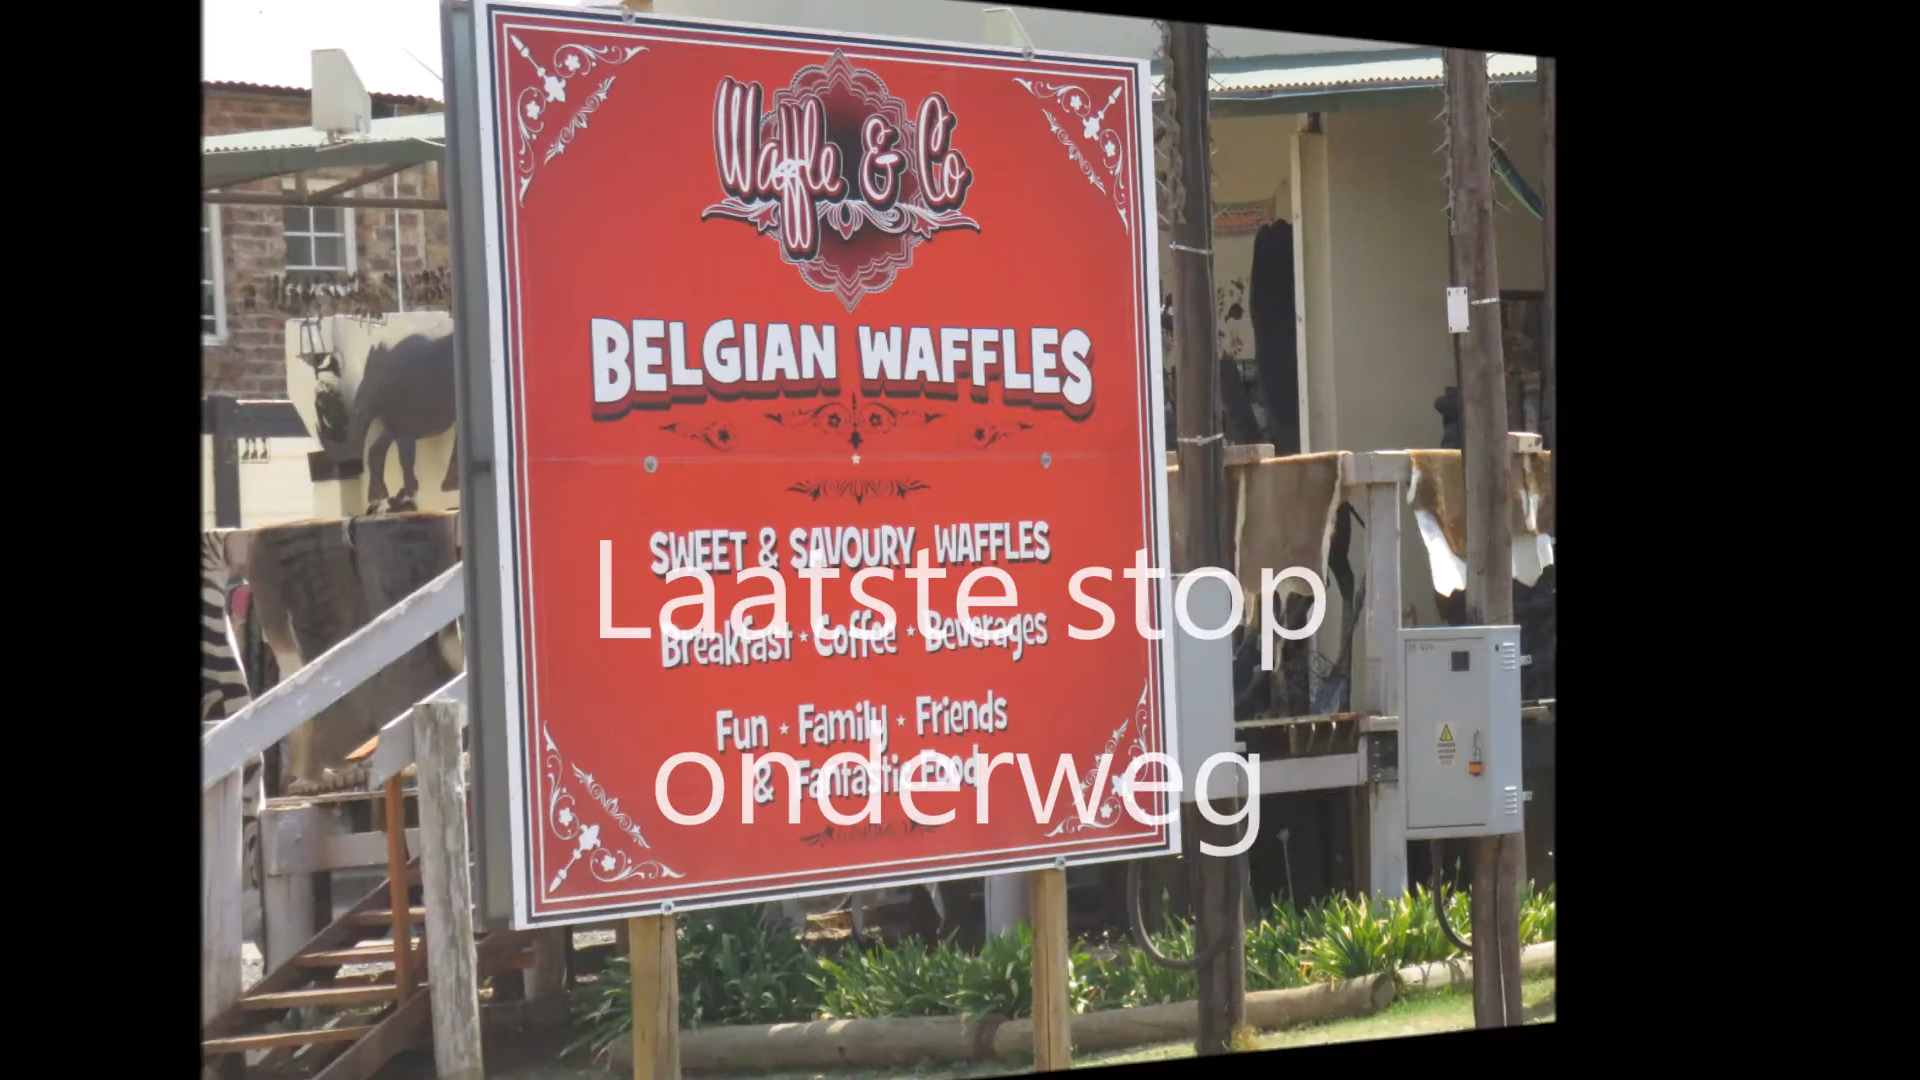 Waffle & Co
BELGIAN WAFFLES
SWEET & SAVOURY WAFFLES
Laatste stop
Breakfast · Coffee · Beverages
Fun · Family · Friends
onderweg
& Fantastic Food